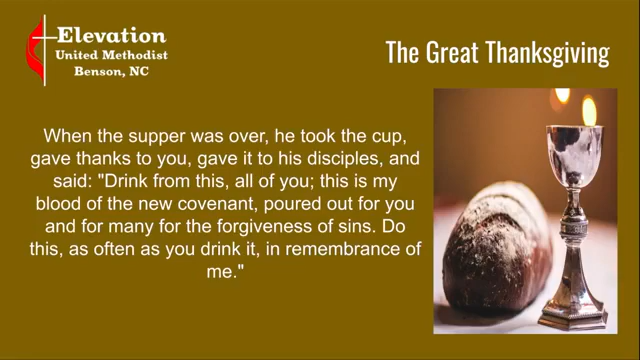 Elevation
United Methodist
Benson, NC
The Great Thanksgiving
When the supper was over, he took the cup,
gave thanks to you, gave it to his disciples, and
said: "Drink from this, all of you; this is my
blood of the new covenant, poured out for you
and for many for the forgiveness of sins. Do
this, as often as you drink it, in remembrance of
me."